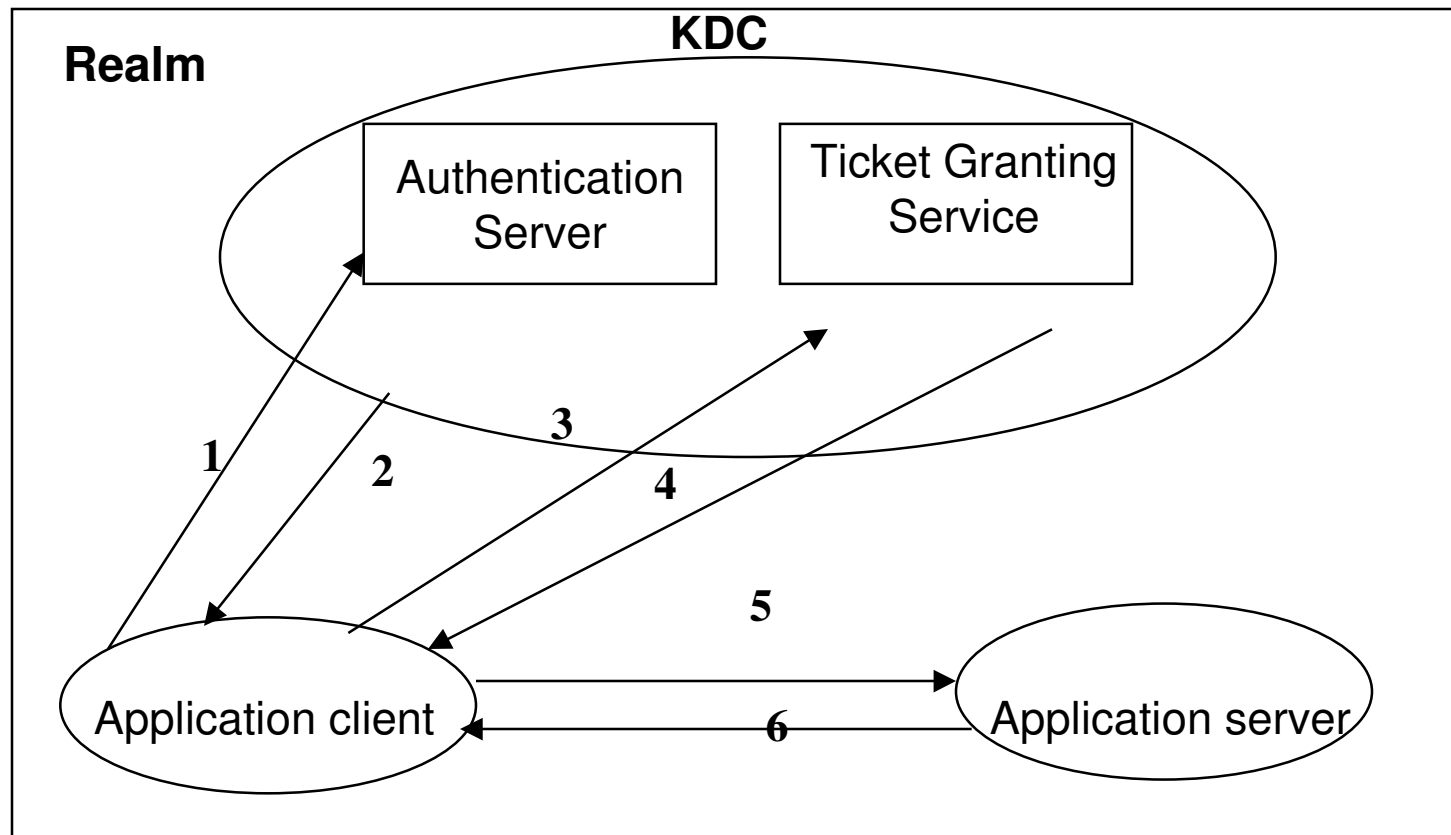 KDC
Realm
Authentication
Server
Ticket Granting
Service
1
2
3
4
5
6
Application client
Application server